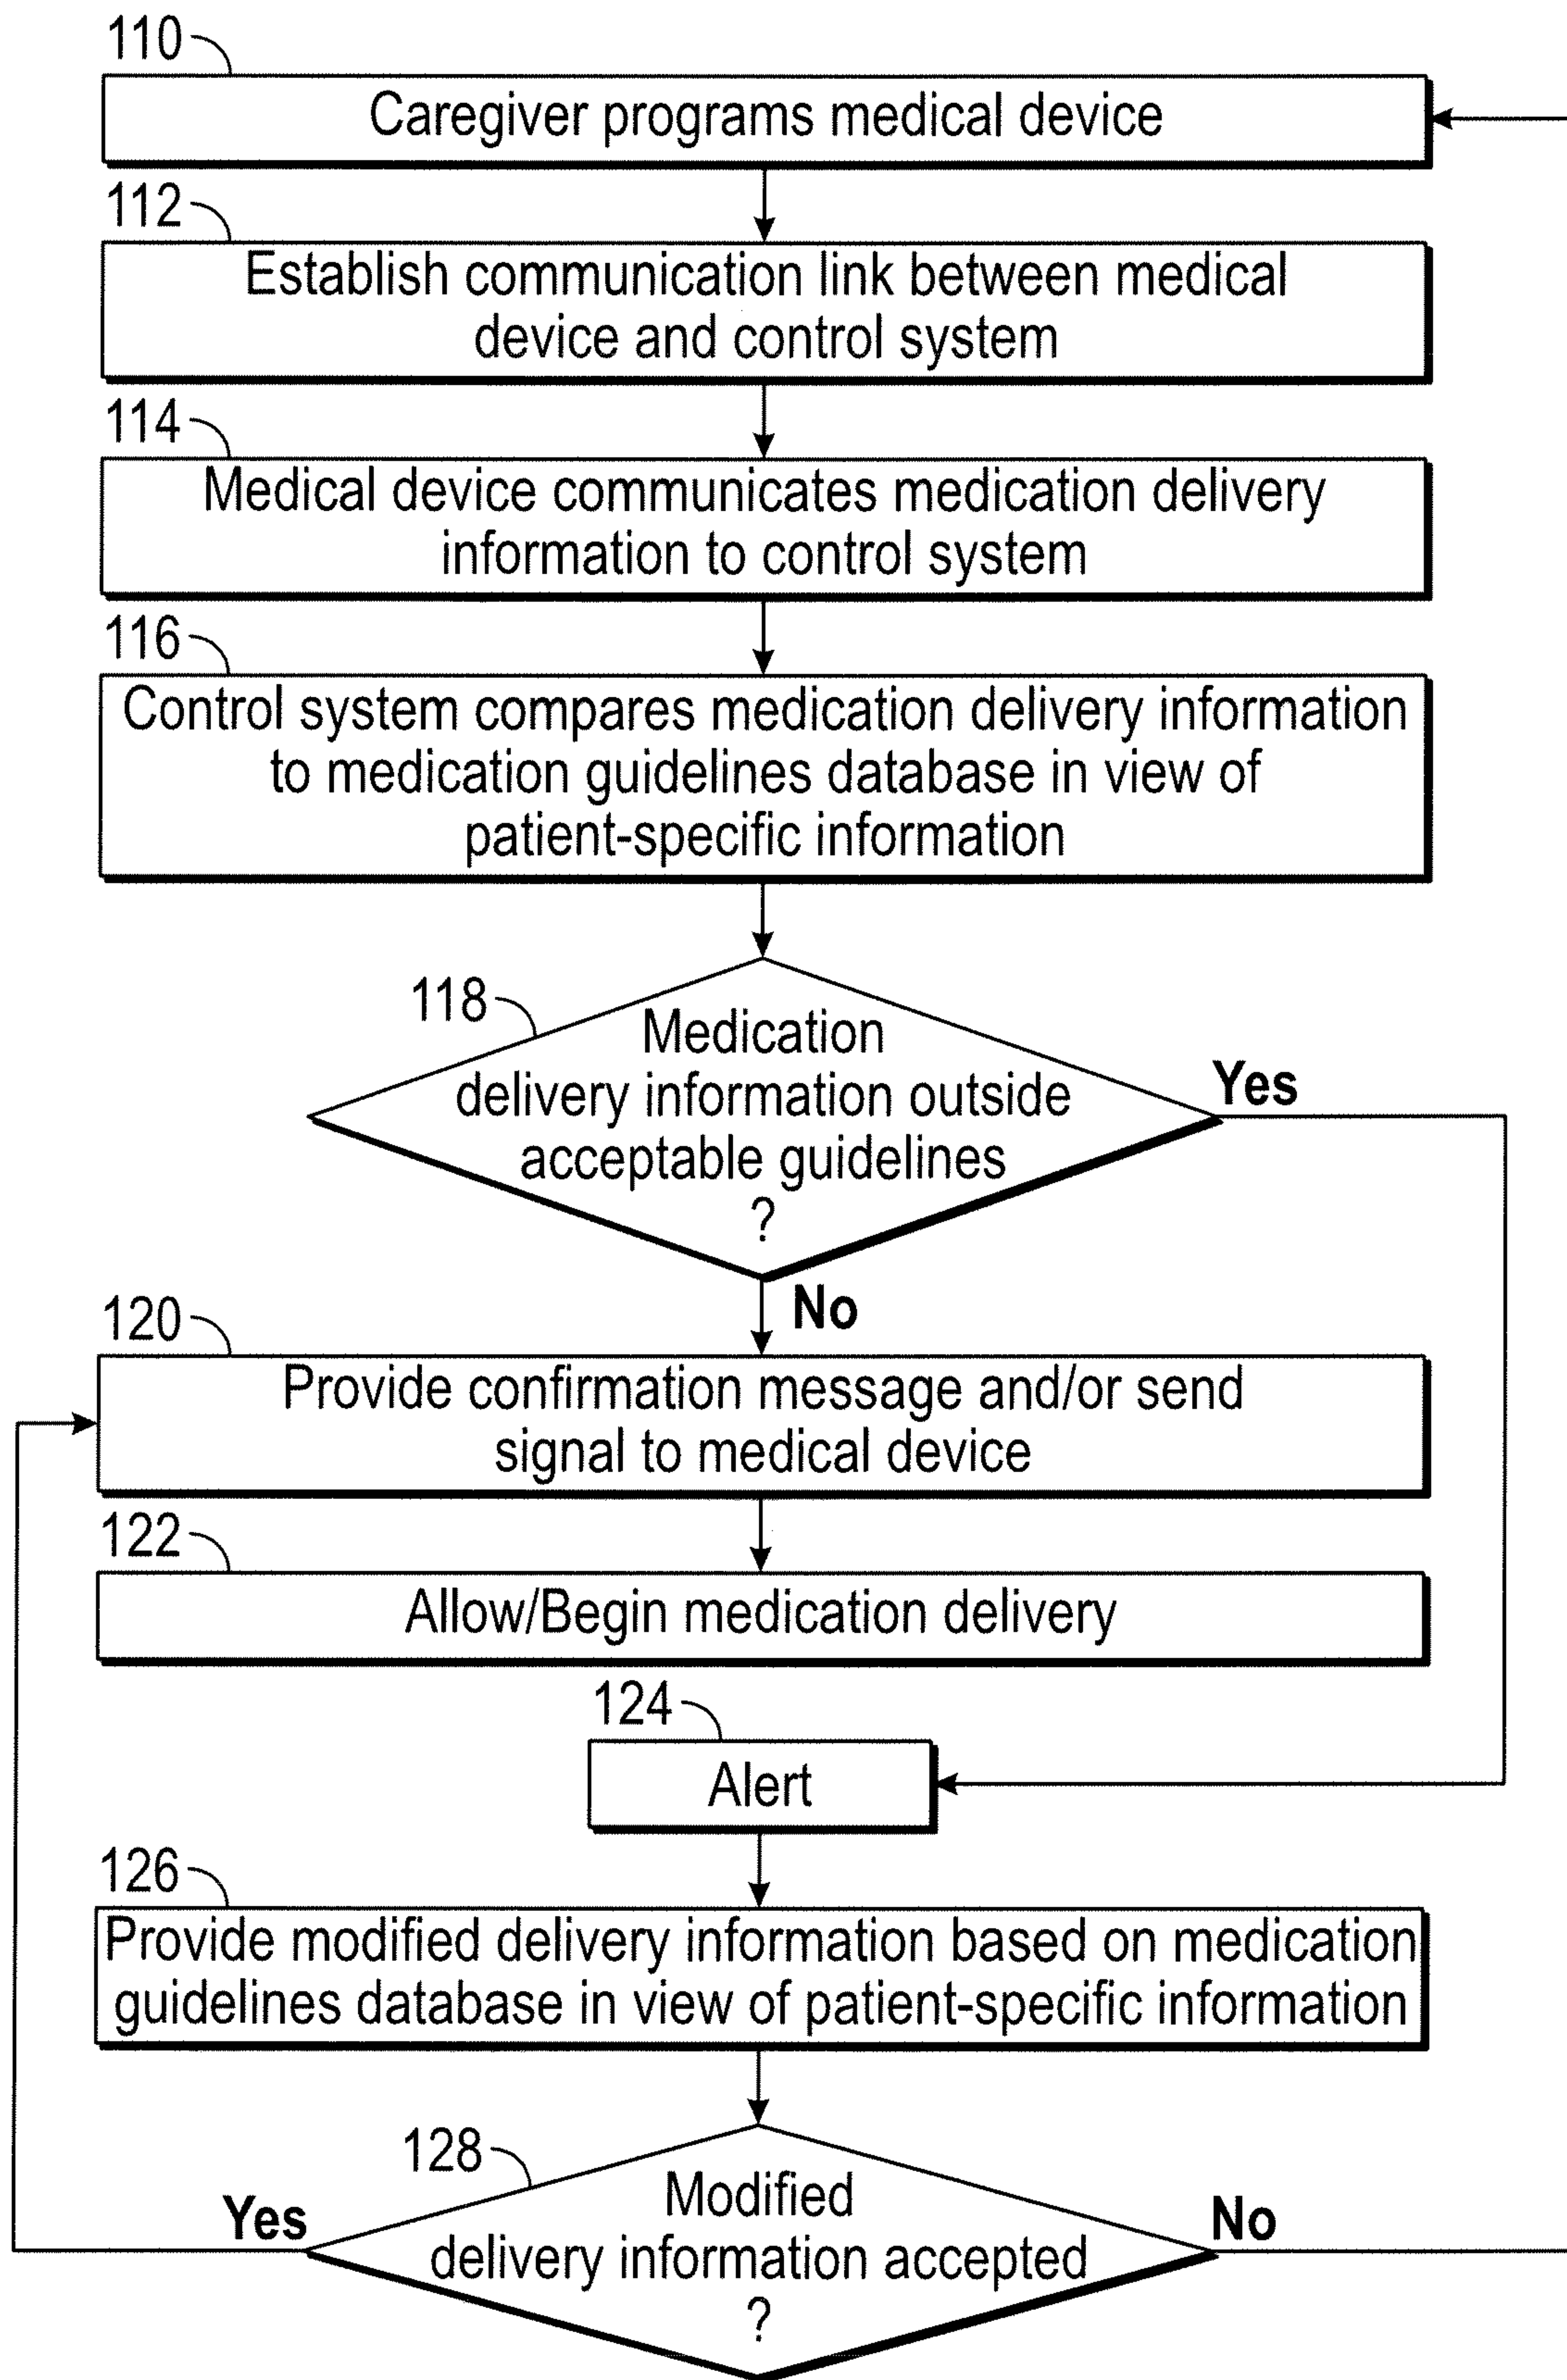 110
Caregiver programs medical device
112
Establish communication link between medical
device and control system
114
Medical device communicates medication delivery
information to control system
116
Control system compares medication delivery information
to medication guidelines database in view of
patient-specific information
118
Medication
delivery information outside
acceptable guidelines
?
Yes
No
120
Provide confirmation message and/or send
signal to medical device
122
Allow/Begin medication delivery
124
Alert
126
Provide modified delivery information based on medication
guidelines database in view of patient-specific information
128
Modified
delivery information accepted
?
Yes
No